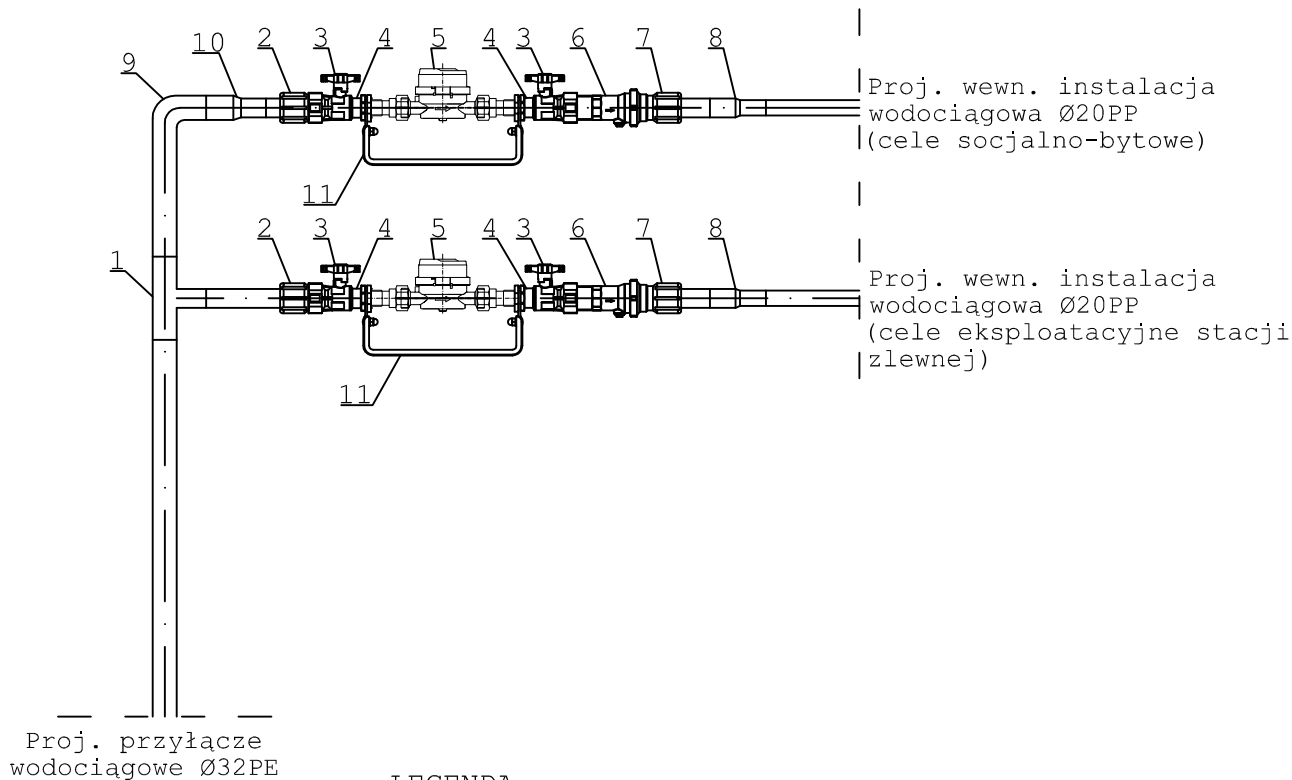 9
10
2
3
4
5
4
3
6
7
8
Proj. wewn. instalacja
wodociągowa Ø20PP
(cele socjalno-bytowe)
11
1
2
3
4
5
4
3
6
7
8
Proj. wewn. instalacja
wodociągowa Ø20PP
(cele eksploatacyjne stacji
zlewnej)
11
Proj. przyłącze
wodociągowe Ø32PE
LEGENDA